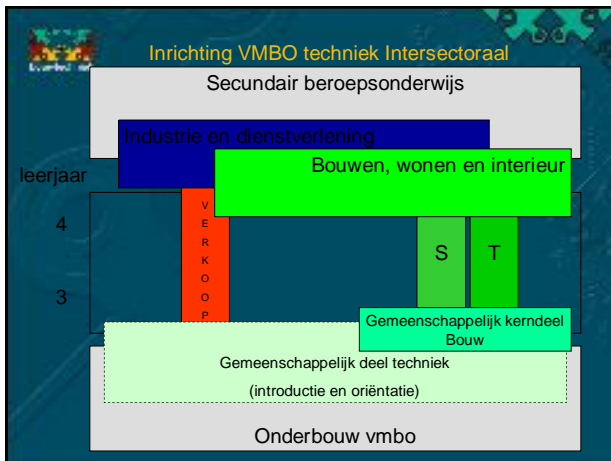 Inrichting VMBO techniek Intersectoraal
Secundair beroepsonderwijs
Industrie en dienstverlening
Bouwen, wonen en interieur
leerjaar
4
3
VERKOOP
S
T
Gemeenschappelijk kerndeel
Bouw
Gemeenschappelijk deel techniek
(introductie en oriëntatie)
Onderbouw vmbo